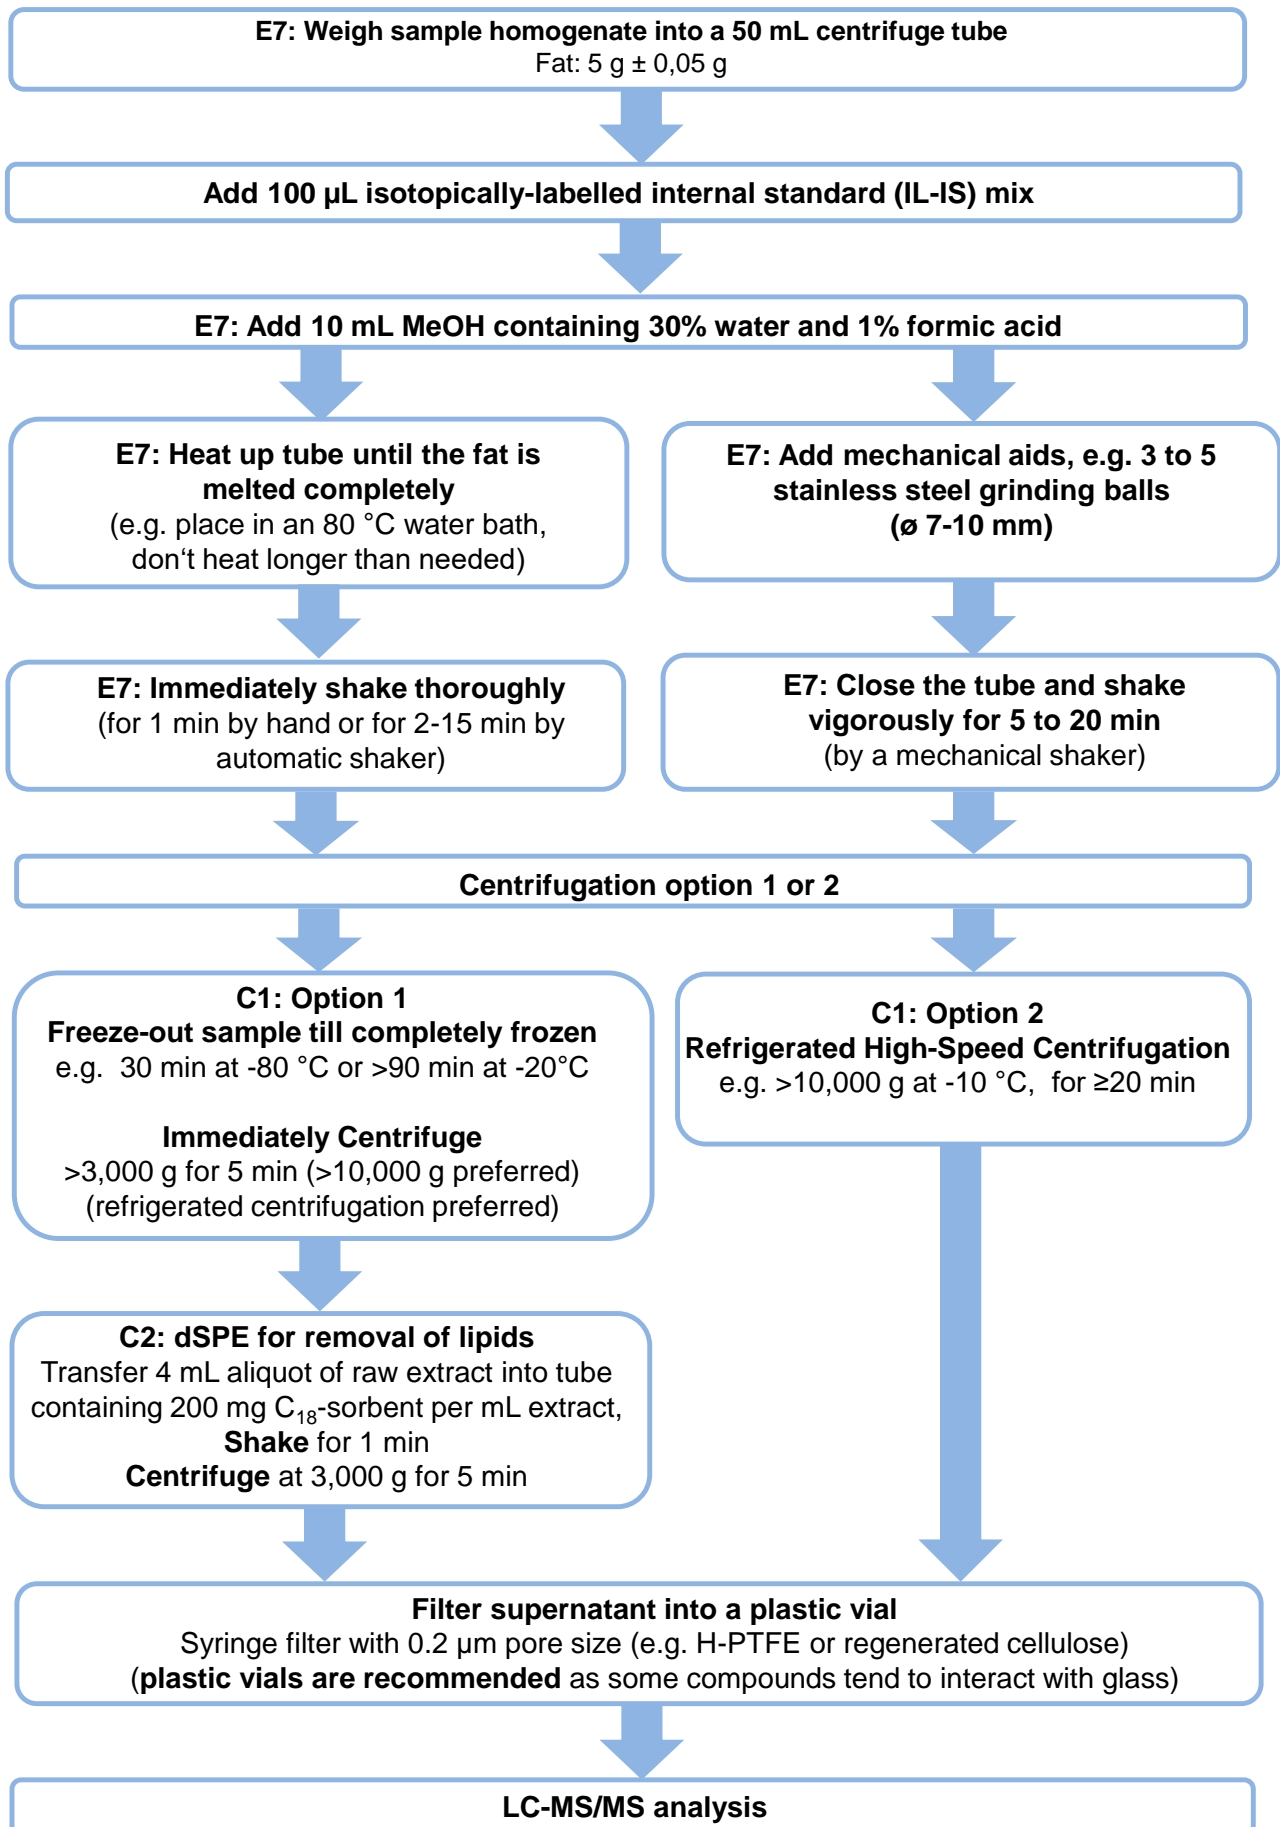 E7: Weigh sample homogenate into a 50 mL centrifuge tube
Fat: 5 g ± 0,05 g
Add 100 µL isotopically-labelled internal standard (IL-IS) mix
E7: Add 10 mL MeOH containing 30% water and 1% formic acid
E7: Heat up tube until the fat is
melted completely
(e.g. place in an 80 °C water bath,
don‘t heat longer than needed)
E7: Add mechanical aids, e.g. 3 to 5
stainless steel grinding balls
(ø 7-10 mm)
E7: Immediately shake thoroughly
(for 1 min by hand or for 2-15 min by
automatic shaker)
E7: Close the tube and shake
vigorously for 5 to 20 min
(by a mechanical shaker)
Centrifugation option 1 or 2
C1: Option 1
Freeze-out sample till completely frozen
e.g.  30 min at -80 °C or >90 min at -20°C
Immediately Centrifuge
>3,000 g for 5 min (>10,000 g preferred)
(refrigerated centrifugation preferred)
C1: Option 2
Refrigerated High-Speed Centrifugation
e.g. >10,000 g at -10 °C,  for ≥20 min
C2: dSPE for removal of lipids
Transfer 4 mL aliquot of raw extract into tube
containing 200 mg C₁₈-sorbent per mL extract,
Shake for 1 min
Centrifuge at 3,000 g for 5 min
Filter supernatant into a plastic vial
Syringe filter with 0.2 µm pore size (e.g. H-PTFE or regenerated cellulose)
(plastic vials are recommended as some compounds tend to interact with glass)
LC-MS/MS analysis